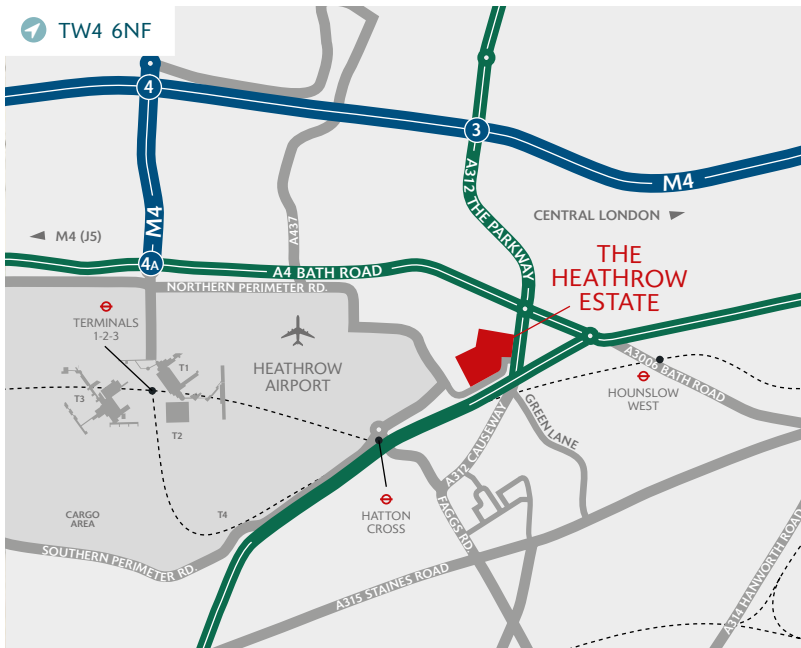 TW4 6NF
4
3
M4
M4
A312 THE PARKWAY
A437
CENTRAL LONDON
M4 (J5)
4A
A4 BATH ROAD
NORTHERN PERIMETER RD.
THE
HEATHROW
ESTATE
TERMINALS
1-2-3
T1
T3
T2
HEATHROW
AIRPORT
A3006 BATH ROAD
HOUNSLOW
WEST
GREEN LANE
A312 CAUSEWAY
HATTON
CROSS
FAGGS RD.
CARGO
AREA
T4
SOUTHERN PERIMETER RD.
A315 STAINES ROAD
A314 HANWORTH ROAD